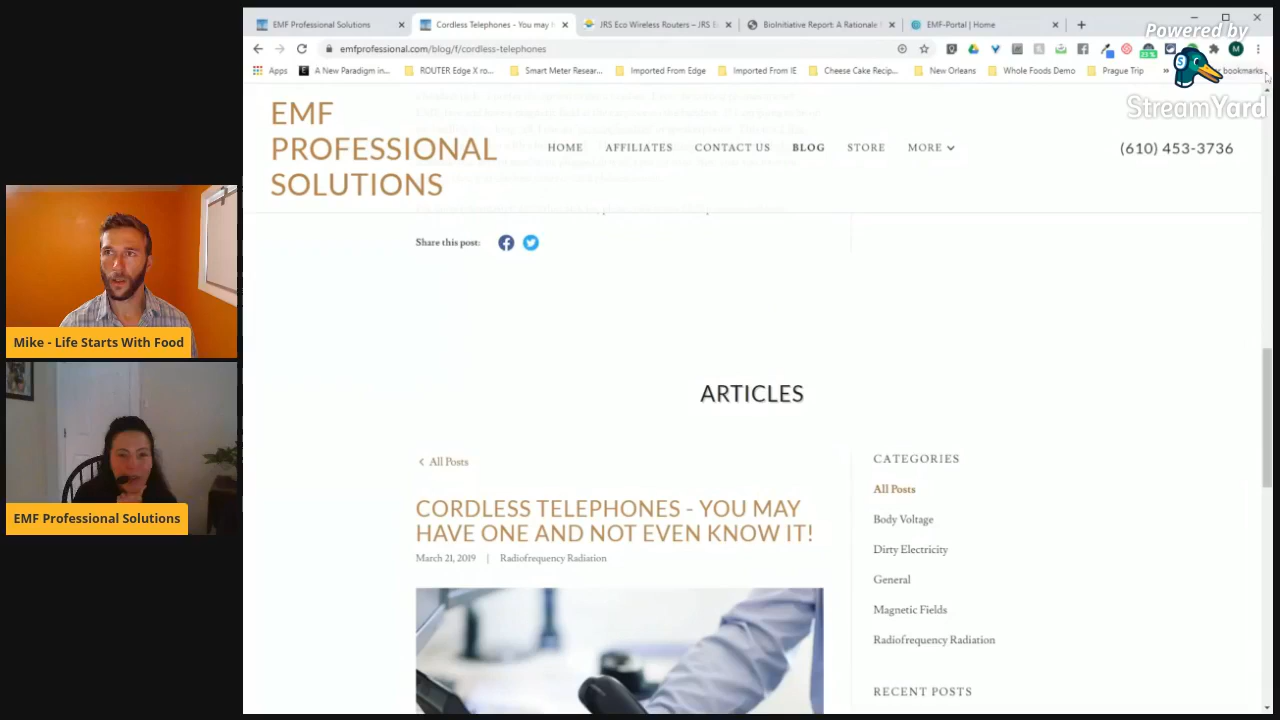 EMF Professional Solutions
Cordless Telephones - You may h
JRS Eco Wireless Routers – JRS E
BioInitiative Report: A Rationale
EMF-Portal | Home
emfprofessional.com/blog/f/cordless-telephones
Apps
A New Paradigm in...
ROUTER Edge X ro...
Smart Meter Resear...
Imported From Edge
Imported From IE
Cheese Cake Recip...
New Orleans
Whole Foods Demo
Prague Trip
»
bookmarks
Powered by
StreamYard
EMF
PROFESSIONAL
SOLUTIONS
HOME
AFFILIATES
CONTACT US
BLOG
STORE
MORE
(610) 453-3736
Share this post:
ARTICLES
All Posts
CORDLESS TELEPHONES - YOU MAY
HAVE ONE AND NOT EVEN KNOW IT!
March 21, 2019 | Radiofrequency Radiation
CATEGORIES
All Posts
Body Voltage
Dirty Electricity
General
Magnetic Fields
Radiofrequency Radiation
RECENT POSTS
Mike - Life Starts With Food
EMF Professional Solutions